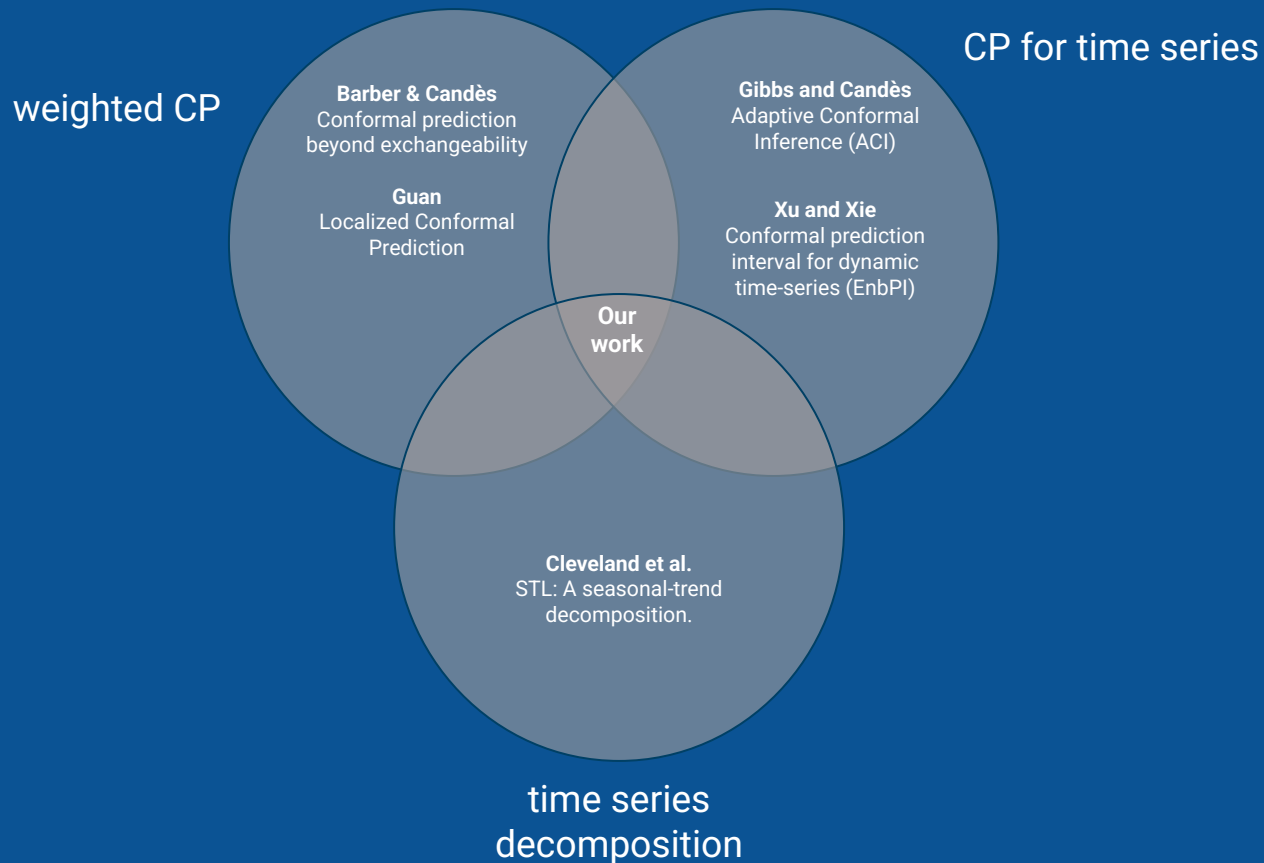 weighted CP
Barber & Candès
Conformal prediction
beyond exchangeability
Guan
Localized Conformal
Prediction
CP for time series
Gibbs and Candès
Adaptive Conformal
Inference (ACI)
Xu and Xie
Conformal prediction
interval for dynamic
time-series (EnbPI)
Our
work
Cleveland et al.
STL: A seasonal-trend
decomposition.
time series
decomposition